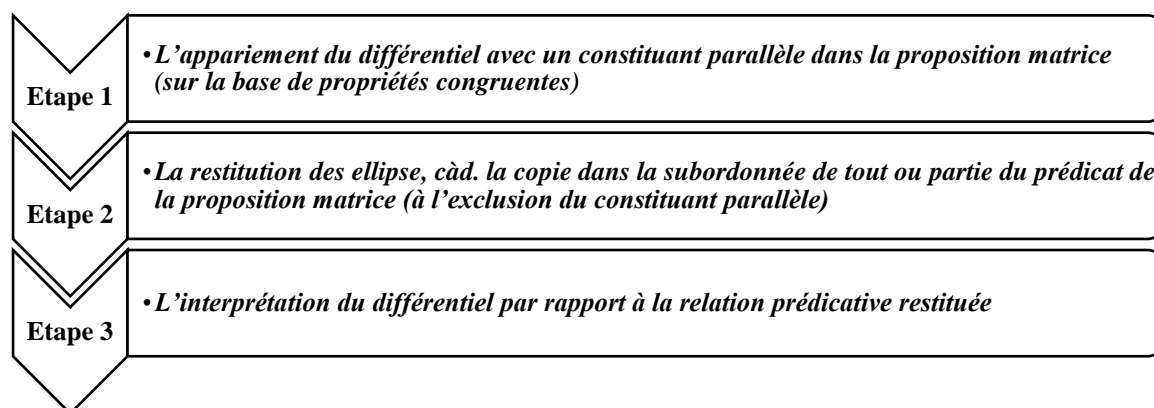 Etape 1
•L’appariement du différentiel avec un constituant parallèle dans la proposition matrice
(sur la base de propriétés congruentes)
Etape 2
•La restitution des ellipse, càd. la copie dans la subordonnée de tout ou partie du prédicat de
la proposition matrice (à l’exclusion du constituant parallèle)
Etape 3
•L’interprétation du différentiel par rapport à la relation prédicative restituée